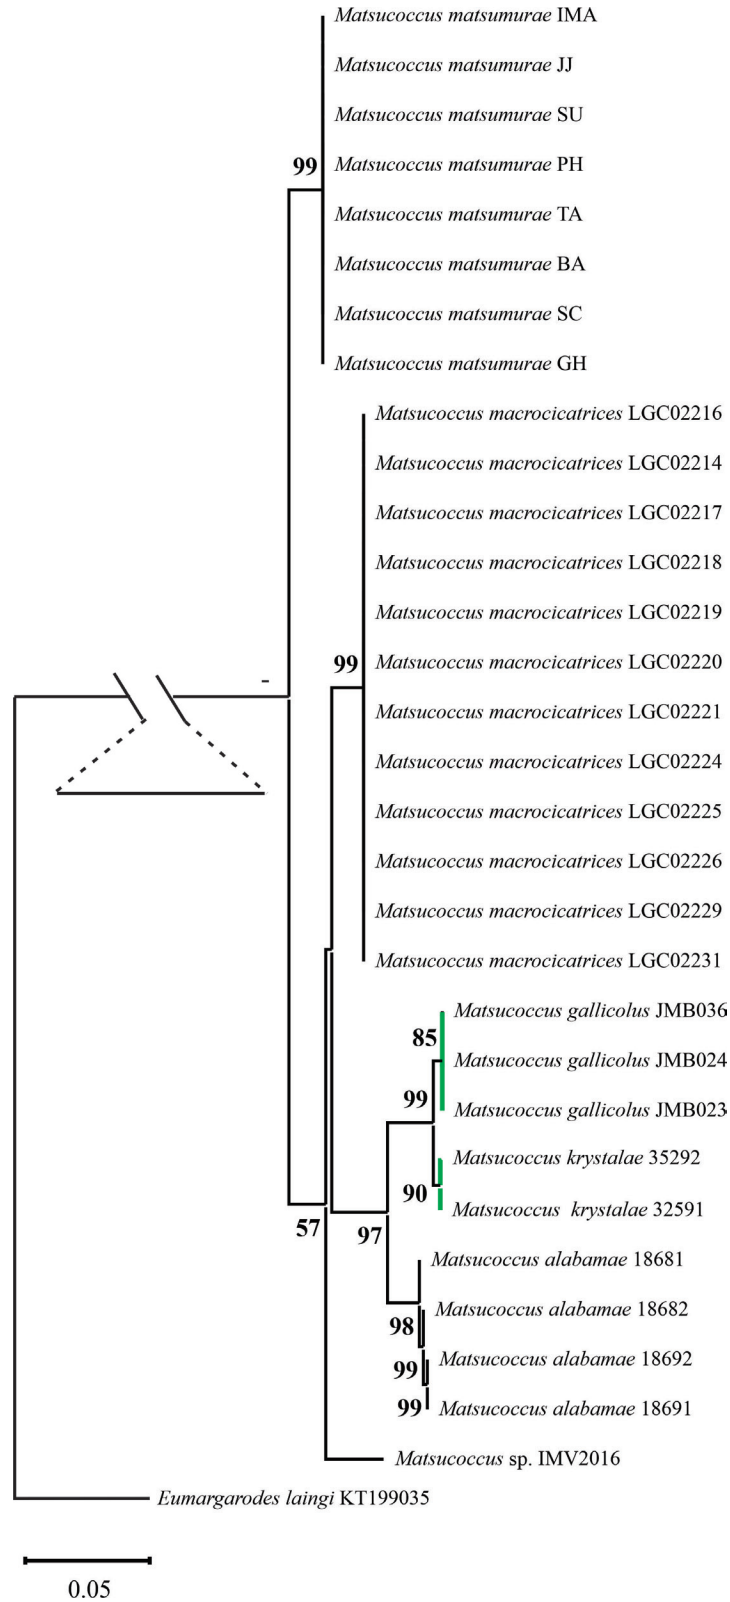 Matsucoccus matsumurae IMA
Matsucoccus matsumurae JJ
Matsucoccus matsumurae SU
99
Matsucoccus matsumurae PH
Matsucoccus matsumurae TA
Matsucoccus matsumurae BA
Matsucoccus matsumurae SC
Matsucoccus matsumurae GH
Matsucoccus macrocicatrices LGC02216
Matsucoccus macrocicatrices LGC02214
Matsucoccus macrocicatrices LGC02217
Matsucoccus macrocicatrices LGC02218
Matsucoccus macrocicatrices LGC02219
99
Matsucoccus macrocicatrices LGC02220
-
Matsucoccus macrocicatrices LGC02221
Matsucoccus macrocicatrices LGC02224
Matsucoccus macrocicatrices LGC02225
Matsucoccus macrocicatrices LGC02226
Matsucoccus macrocicatrices LGC02229
Matsucoccus macrocicatrices LGC02231
Matsucoccus gallicolus JMB036
85
Matsucoccus gallicolus JMB024
99
Matsucoccus gallicolus JMB023
Matsucoccus krystalae 35292
90
Matsucoccus krystalae 32591
57
97
Matsucoccus alabamae 18681
Matsucoccus alabamae 18682
98
Matsucoccus alabamae 18692
99
99
Matsucoccus alabamae 18691
Matsucoccus sp. IMV2016
Eumargarodes laingi KT199035
0.05